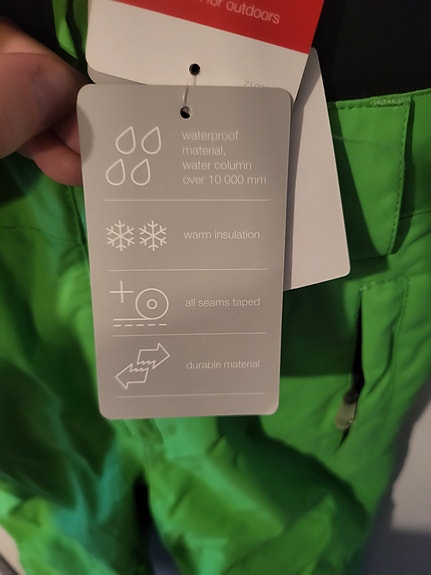 outdoors
waterproof
material,
water column
over 10 000 mm
warm insulation
all seams taped
durable material